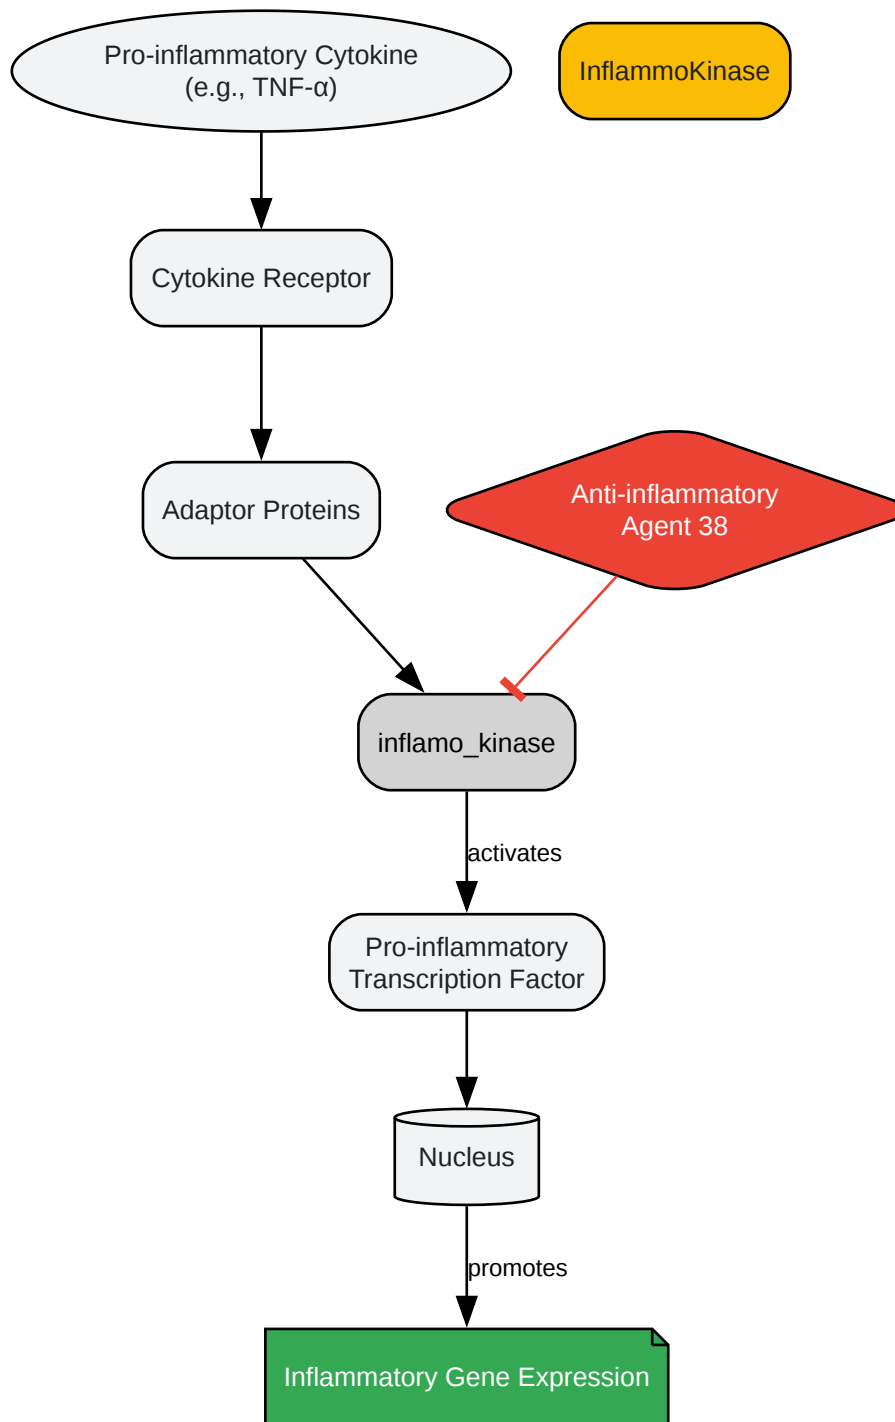 Pro-inflammatory Cytokine
(e.g., TNF-α)
InflammoKinase
Cytokine Receptor
Adaptor Proteins
Anti-inflammatory
Agent 38
inflamo_kinase
activates
Pro-inflammatory
Transcription Factor
Nucleus
promotes
Inflammatory Gene Expression